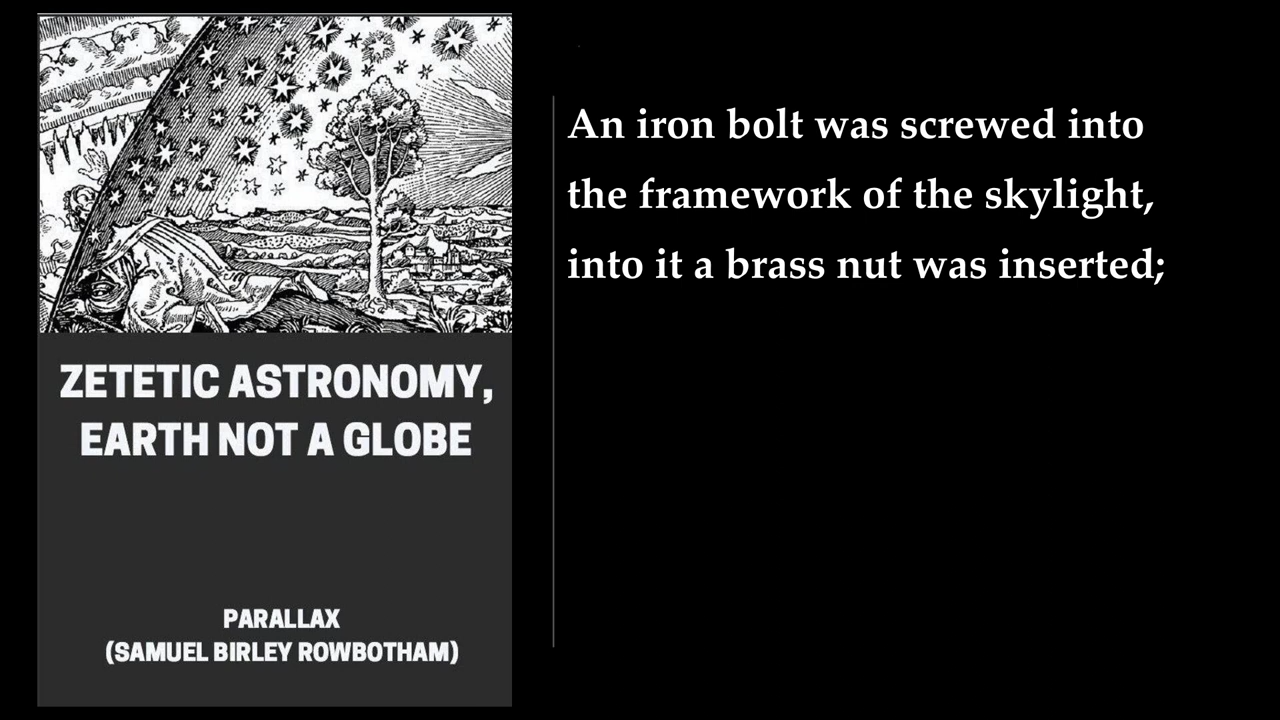 ZETETIC ASTRONOMY,
EARTH NOT A GLOBE
PARALLAX
(SAMUEL BIRLEY ROWBOTHAM)
An iron bolt was screwed into
the framework of the skylight,
into it a brass nut was inserted;